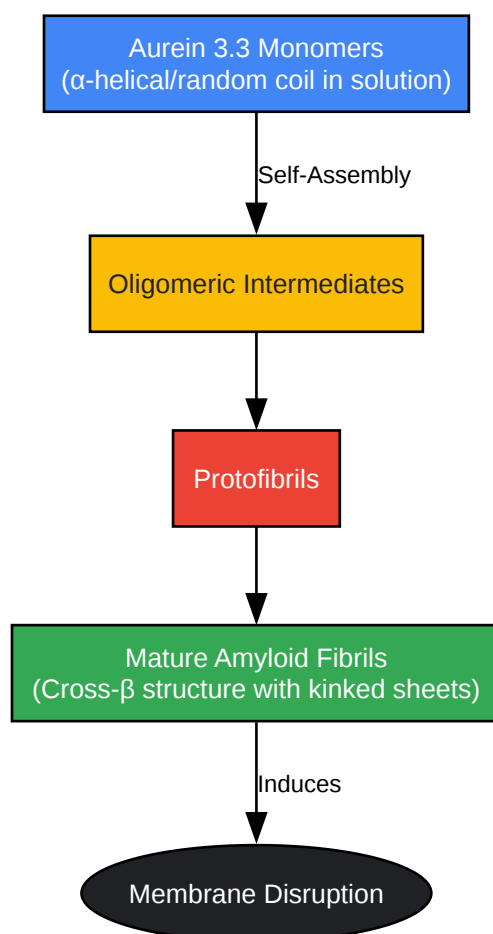 Aurein 3.3 Monomers
(α-helical/random coil in solution)
Self-Assembly
Oligomeric Intermediates
Protofibrils
Mature Amyloid Fibrils
(Cross-β structure with kinked sheets)
Induces
Membrane Disruption